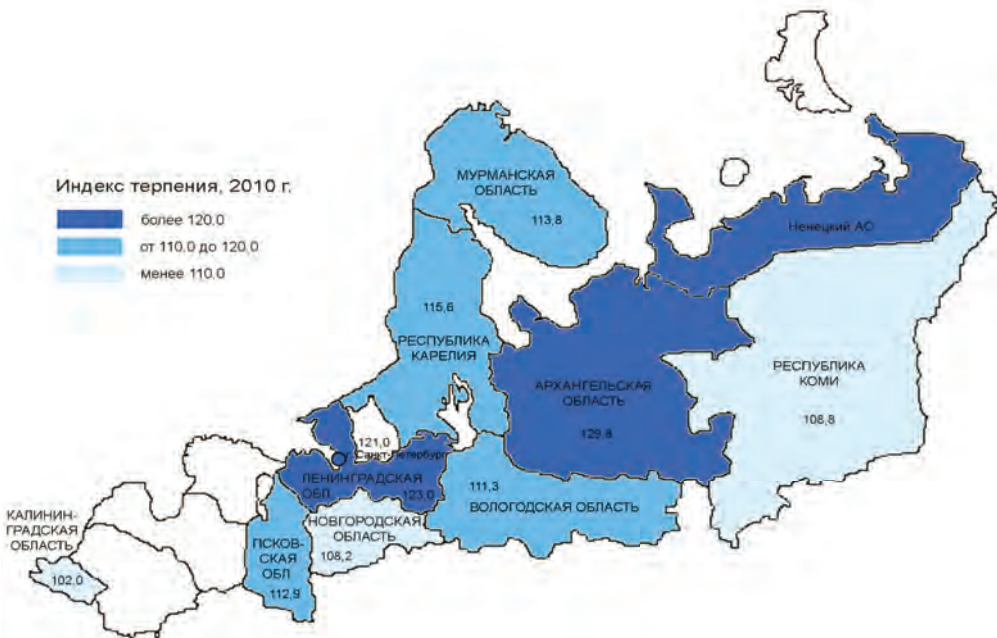 Индекс терпения, 2010 г.
более 120,0
от 110,0 до 120,0
менее 110,0
МУРМАНСКАЯ
ОБЛАСТЬ
113,8
Ненецкий АО
115,6
РЕСПУБЛИКА
КАРЕЛИЯ
РЕСПУБЛИКА
КОМИ
108,8
АРХАНГЕЛЬСКАЯ
ОБЛАСТЬ
129,8
121,0
г. Санкт-Петербург
ЛЕНИНГРАДСКАЯ
ОБЛ.
123,0
111,3
ВОЛОГОДСКАЯ ОБЛАСТЬ
НОВГОРОДСКАЯ
ОБЛАСТЬ
108,2
КАЛИНИН-
ГРАДСКАЯ
ОБЛАСТЬ
102,0
ПСКОВ-
СКАЯ
ОБЛ
112,9